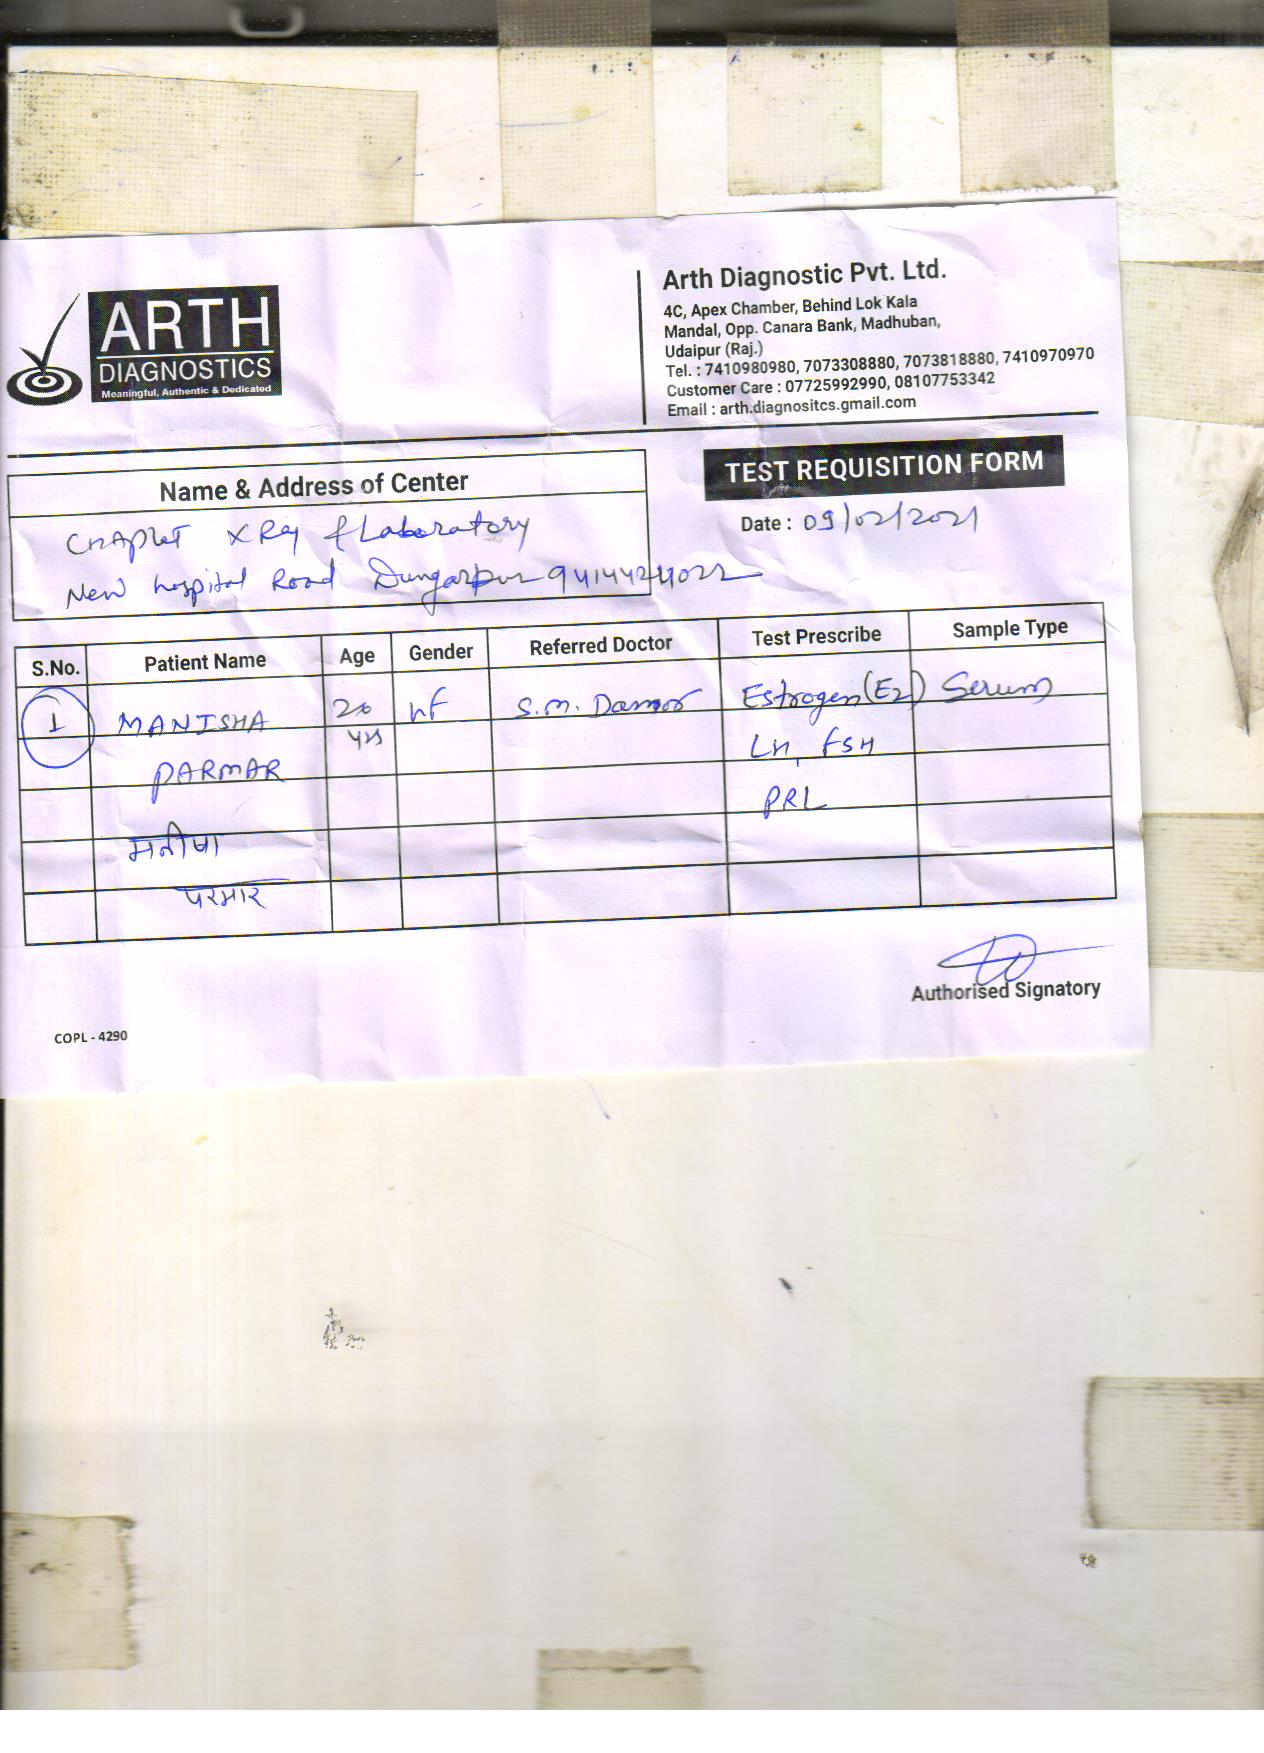 ARTH
DIAGNOSTICS
Meaningful, Authentic & Dedicated
Arth Diagnostic Pvt. Ltd.
4C, Apex Chamber, Behind Lok Kala
Mandal, Opp. Canara Bank, Madhuban,
Udaipur (Raj.)
Tel. : 7410980980, 7073308880, 7073818880, 7410970970
Customer Care : 07725992990, 08107753342
Email : arth.diagnositcs.gmail.com
TEST REQUISITION FORM
Date : 09/02/2021
Name & Address of Center
X Ray & Laboratory
New hospital Road Dungarpur 9414424022
S.No. Patient Name Age Gender Referred Doctor Test Prescribe Sample Type
1 MANISHA 20 F S.M. Damor Estrogen (E2) Serum
PARMAR yrs LH, FSH
PRL
मनीषा
परमार
Authorised Signatory
COPL - 4290